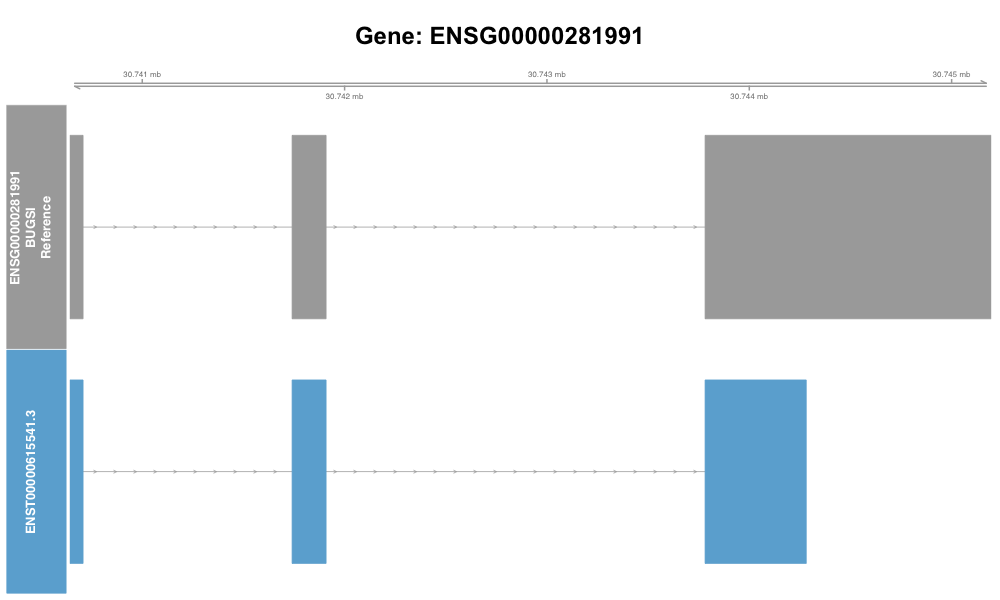 Gene: ENSG00000281991
30.741 mb
30.743 mb
30.745 mb
30.742 mb
30.744 mb
ENSG00000281991
BUGSI
Reference
ENST00000615541.3